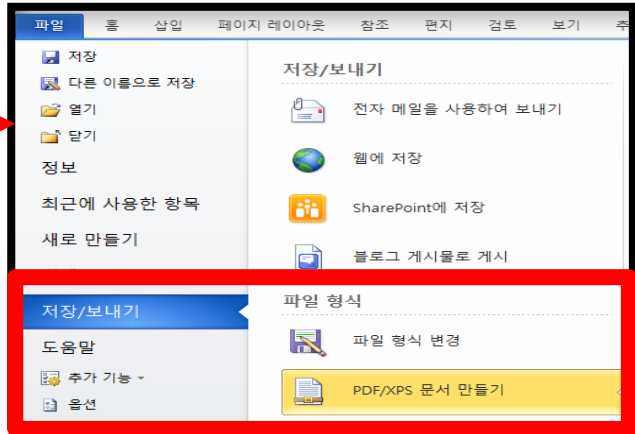 파일 홈 삽입 페이지 레이아웃 참조 편지 검토 보기
저장
다른 이름으로 저장
열기
닫기
정보
최근에 사용한 항목
새로 만들기
저장/보내기
도움말
추가 기능
옵션
저장/보내기
전자 메일을 사용하여 보내기
웹에 저장
SharePoint에 저장
블로그 게시물로 게시
파일 형식
파일 형식 변경
PDF/XPS 문서 만들기